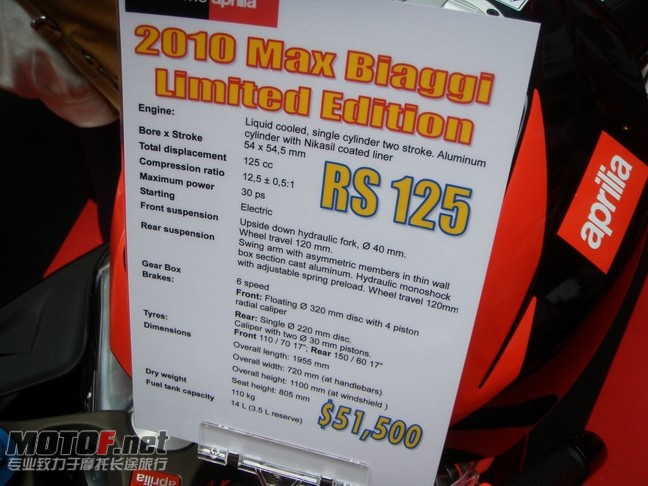 aprilia
2010 Max Biaggi
Limited Edition
RS 125
Engine: Liquid cooled, single cylinder two stroke. Aluminum
cylinder with Nikasil coated liner
Bore x Stroke 54 x 54,5 mm
Total displacement 125 cc
Compression ratio 12,5 ± 0,5:1
Maximum power 30 ps
Starting Electric
Front suspension Upside down hydraulic fork, Ø 40 mm.
Wheel travel 120 mm.
Rear suspension Swing arm with asymmetric members in thin wall
box section cast aluminum. Hydraulic monoshock
with adjustable spring preload. Wheel travel 120mm
Gear Box 6 speed
Brakes: Front: Floating Ø 320 mm disc with 4 piston
radial caliper
Rear: Single Ø 220 mm disc.
Caliper with two Ø 30 mm pistons.
Tyres: Front 110 / 70 17"; Rear 150 / 60 17"
Dimensions Overall length: 1955 mm
Overall width: 720 mm (at handlebars)
Overall height: 1100 mm (at windshield )
Seat height: 805 mm
Dry weight 110 kg
Fuel tank capacity 14 L (3.5 L reserve)
$51,500
aprilia
aprilia
MOTOF.net
专业致力于摩托长途旅行